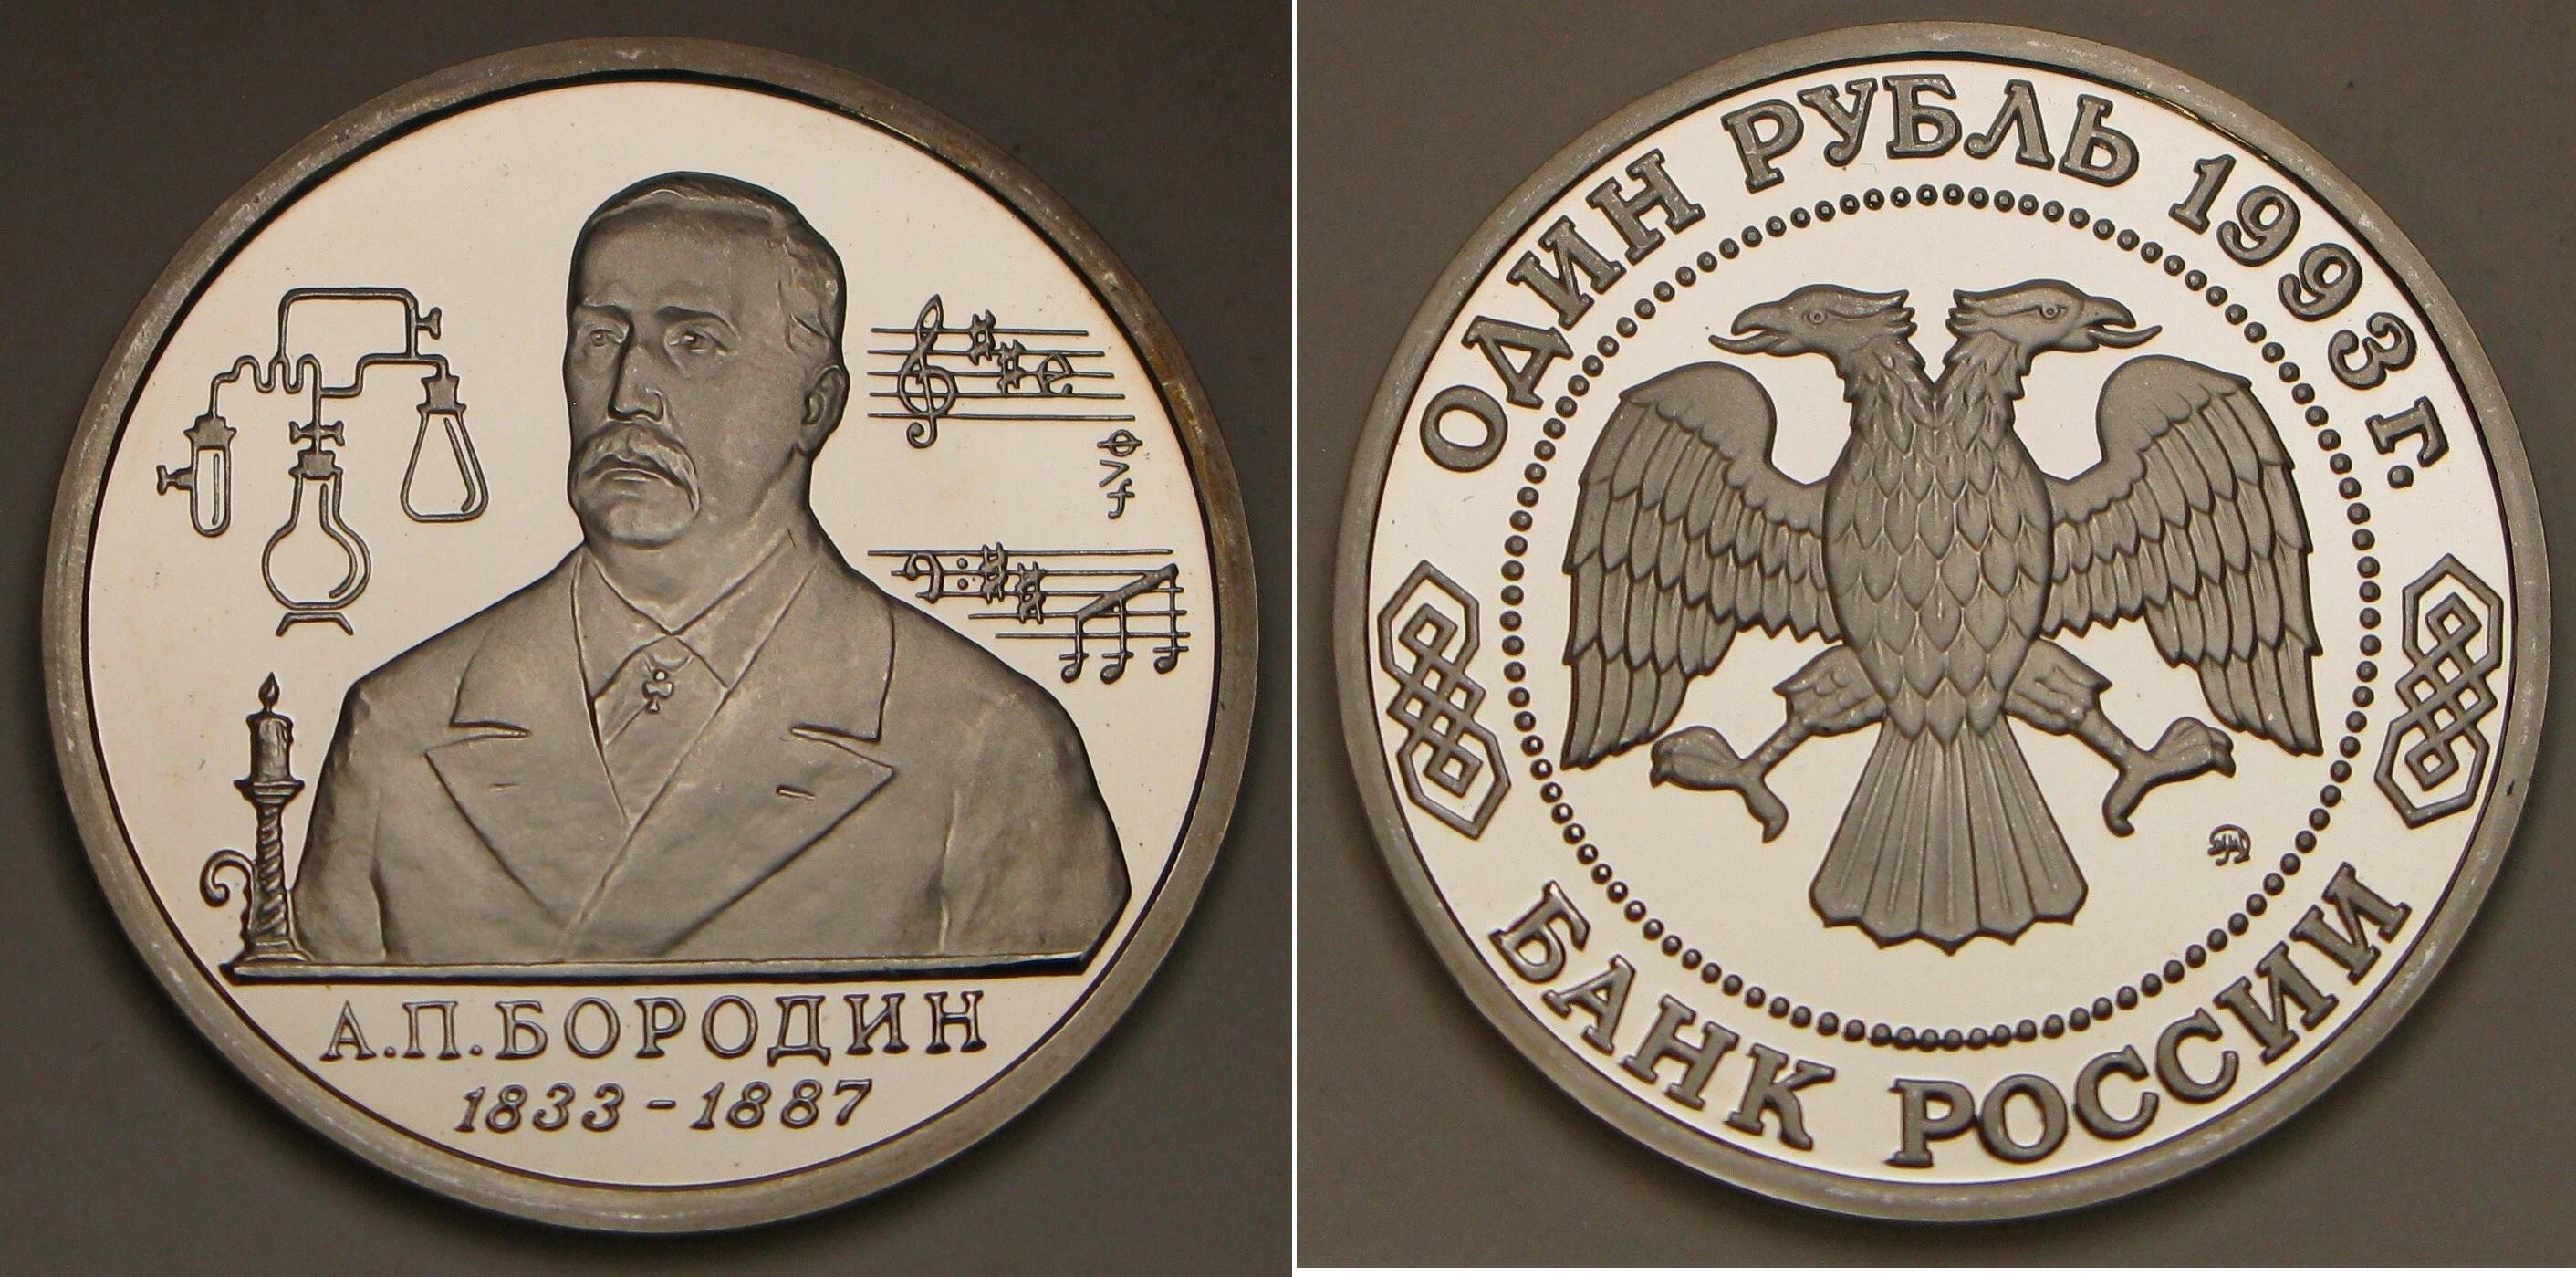 А.П.БОРОДИН
1833-1887
ОДИН РУБЛЬ 1993 г.
БАНК РОССИИ